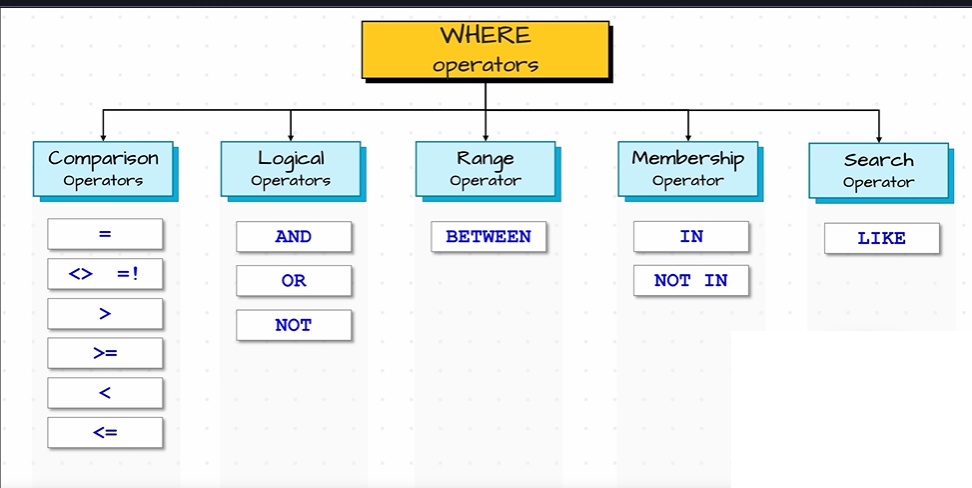 WHERE
operators
Comparison
Operators
=
<> =!
>
>=
<
<=
Logical
Operators
AND
OR
NOT
Range
Operator
BETWEEN
Membership
Operator
IN
NOT IN
Search
Operator
LIKE